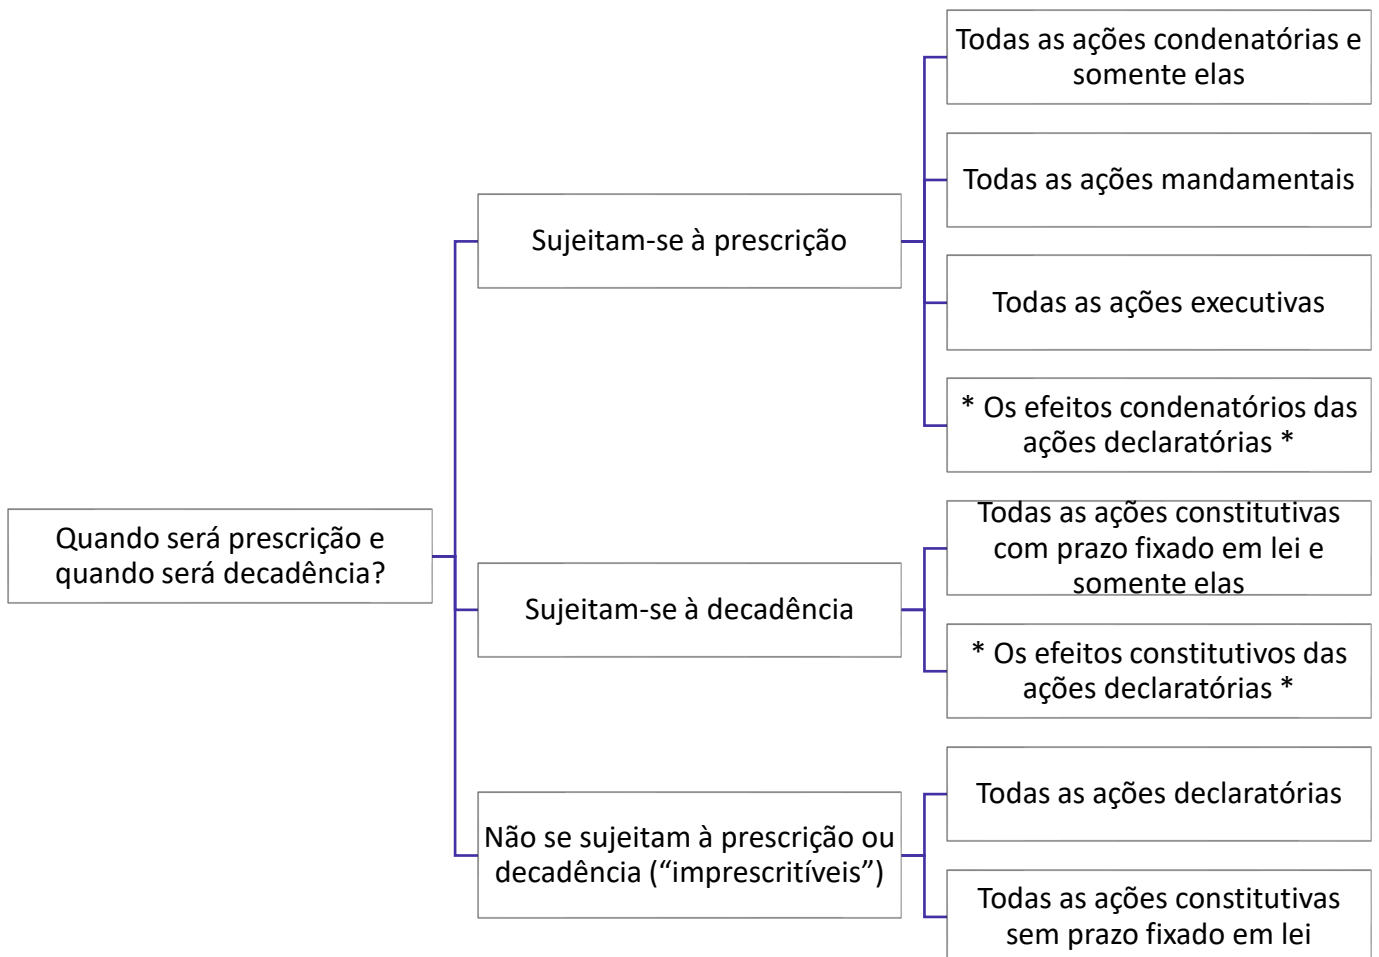 Quando será prescrição e
quando será decadência?
Sujeitam-se à prescrição
Todas as ações condenatórias e
somente elas
Todas as ações mandamentais
Todas as ações executivas
* Os efeitos condenatórios das
ações declaratórias *
Sujeitam-se à decadência
Todas as ações constitutivas
com prazo fixado em lei e
somente elas
* Os efeitos constitutivos das
ações declaratórias *
Não se sujeitam à prescrição ou
decadência (“imprescritíveis”)
Todas as ações declaratórias
Todas as ações constitutivas
sem prazo fixado em lei